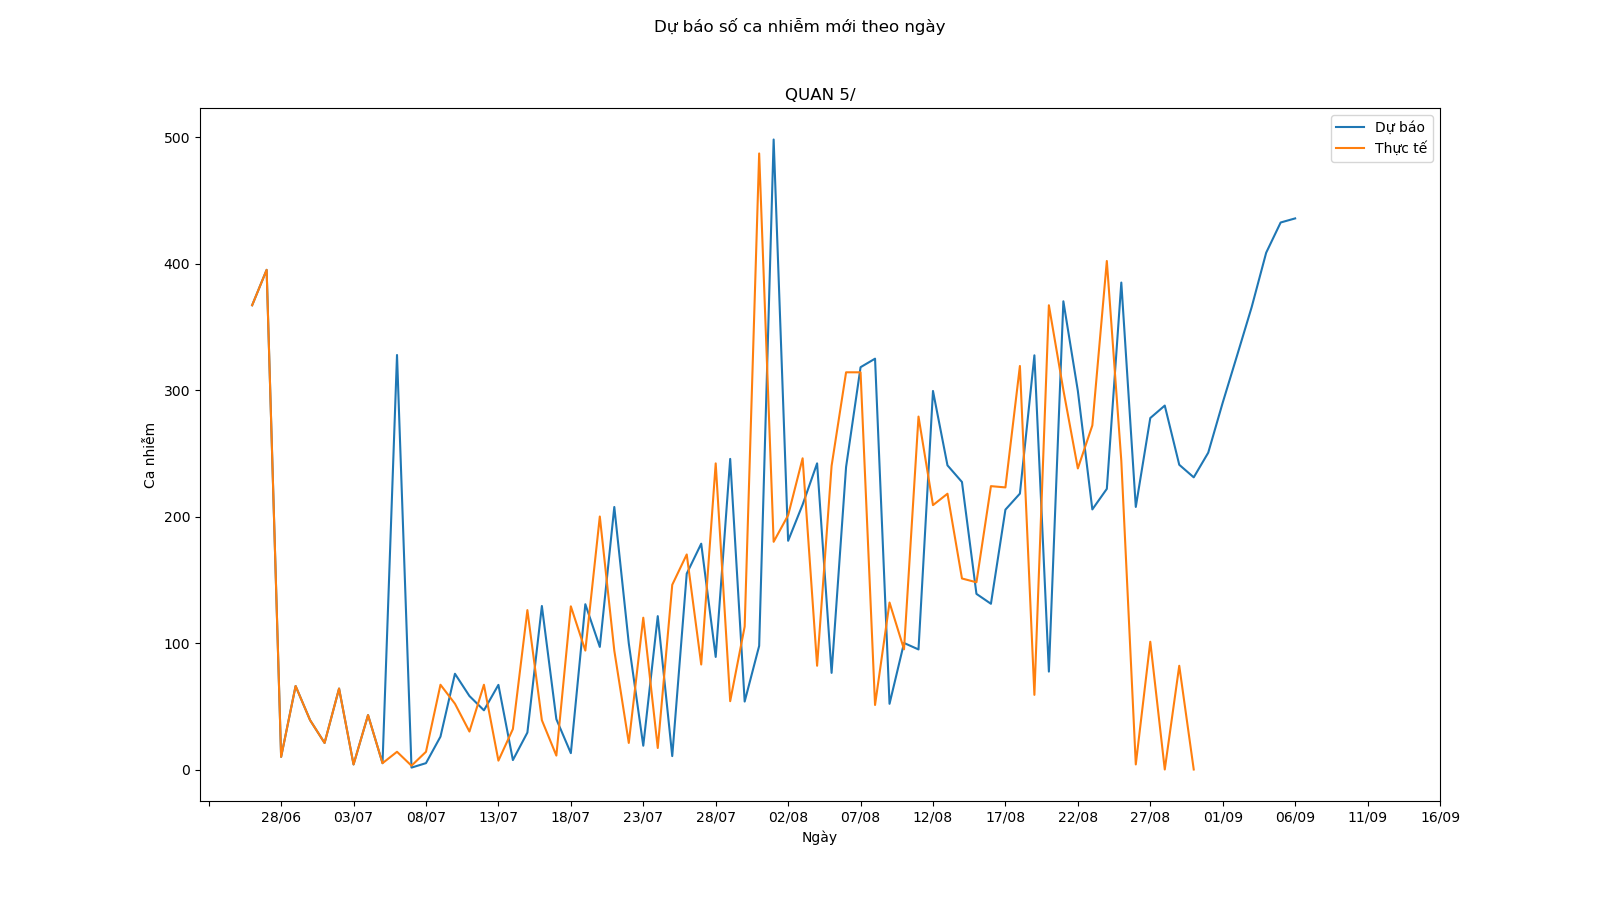 Dự báo số ca nhiễm mới theo ngày
QUAN 5/
Dự báo
Thực tế
Ca nhiễm
500
400
300
200
100
0
28/06 03/07 08/07 13/07 18/07 23/07 28/07 02/08 07/08 12/08 17/08 22/08 27/08 01/09 06/09 11/09 16/09
Ngày